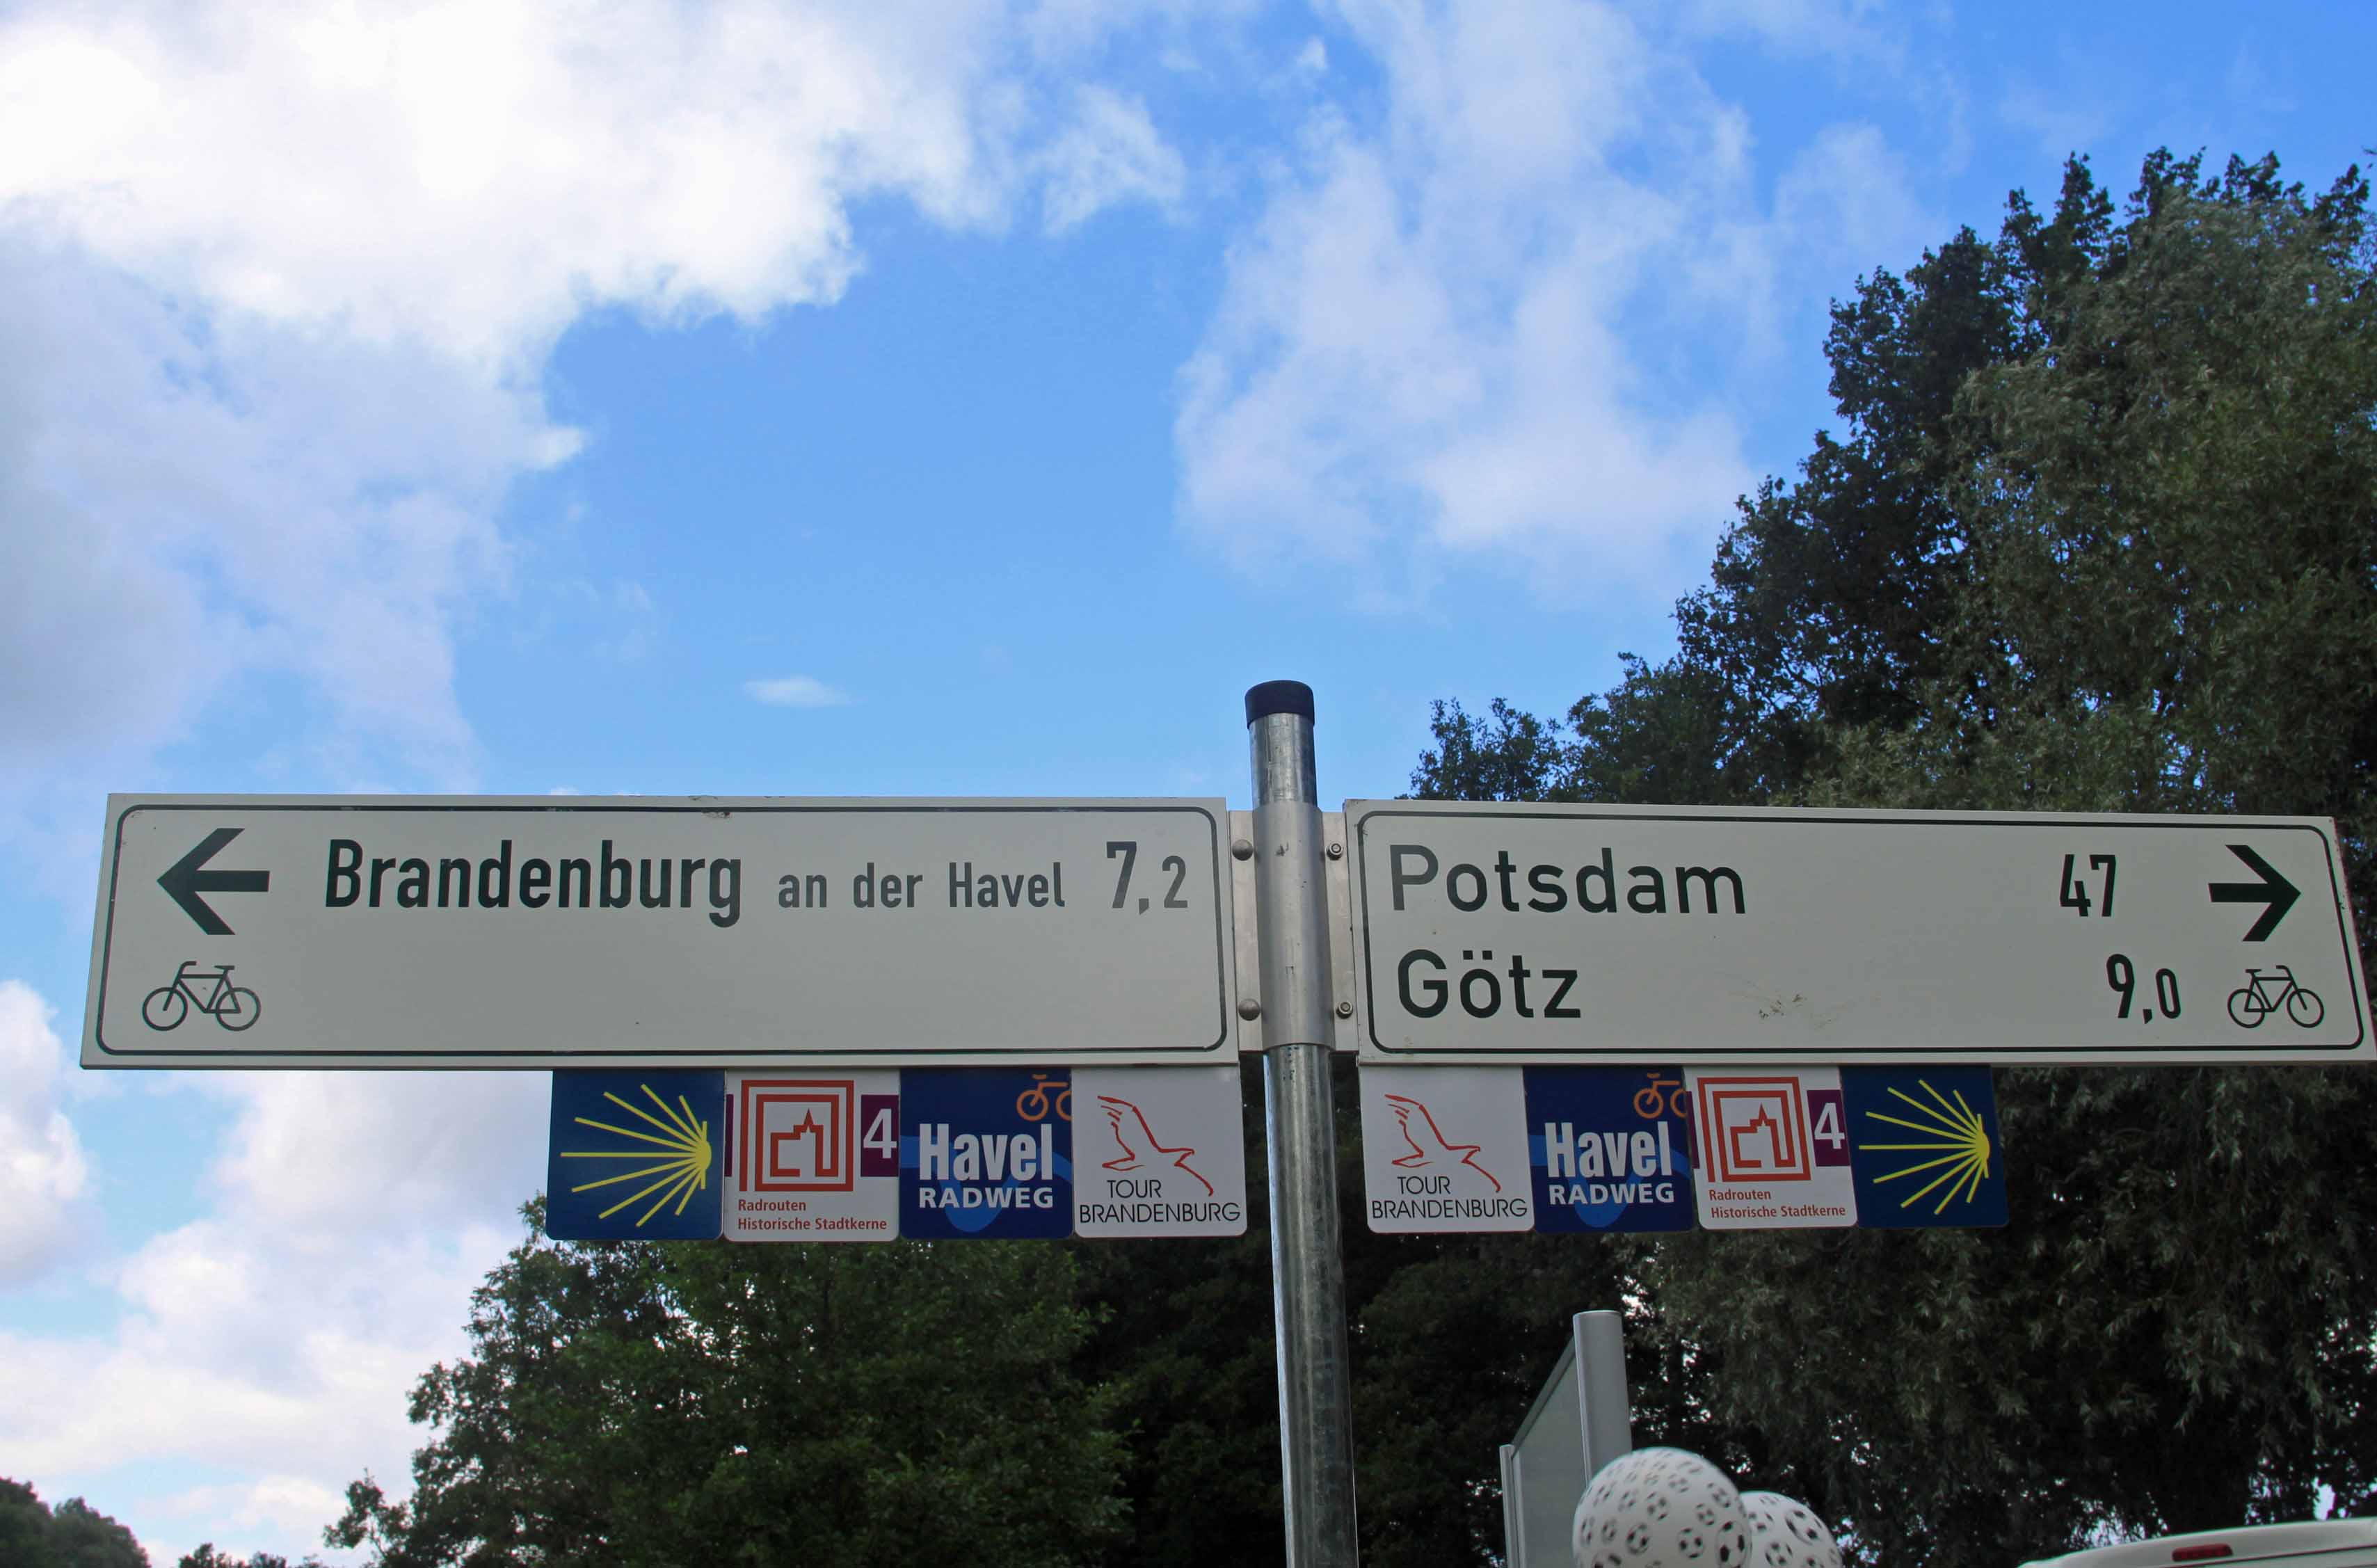 Brandenburg an der Havel 7,2
Potsdam 47
Götz 9,0
4
Radrouten
Historische Stadtkerne
Havel
RADWEG
TOUR
BRANDENBURG
TOUR
BRANDENBURG
Havel
RADWEG
4
Radrouten
Historische Stadtkerne